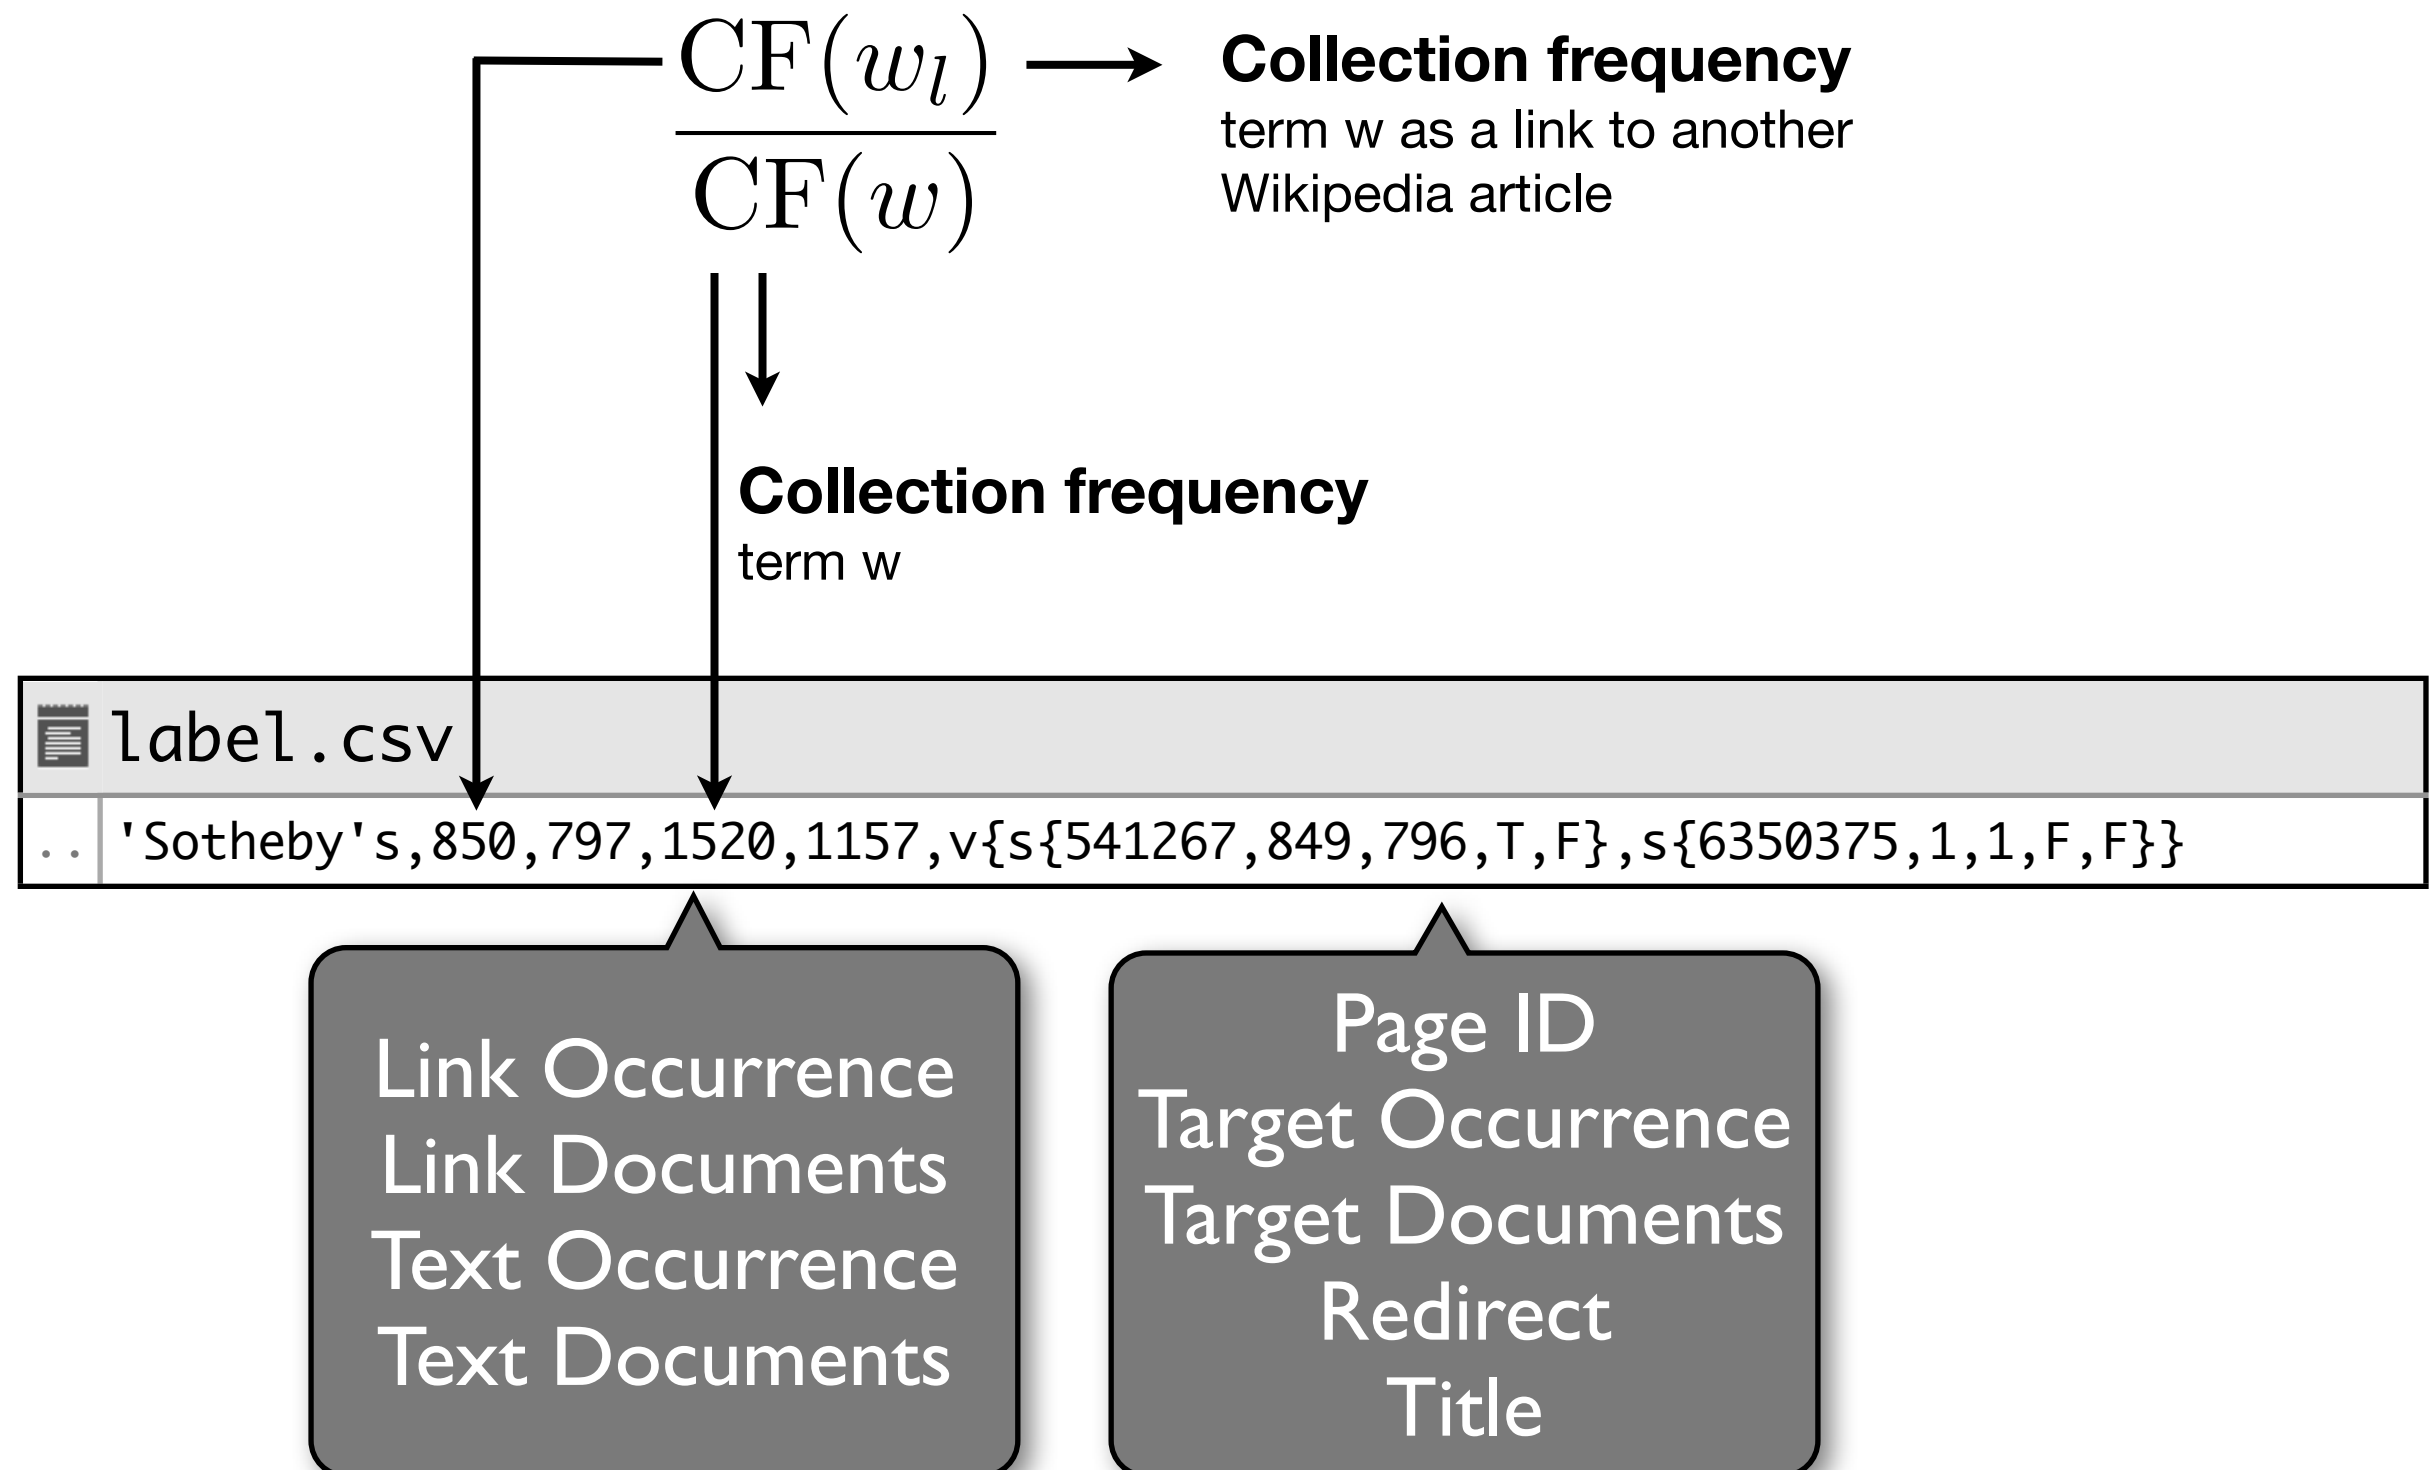 CF(w_l)
CF(w)
Collection frequency
term w as a link to another
Wikipedia article
Collection frequency
term w
label.csv
.. 'Sotheby's,850,797,1520,1157,v{s{541267,849,796,T,F},s{6350375,1,1,F,F}}
Link Occurrence
Link Documents
Text Occurrence
Text Documents
Page ID
Target Occurrence
Target Documents
Redirect
Title